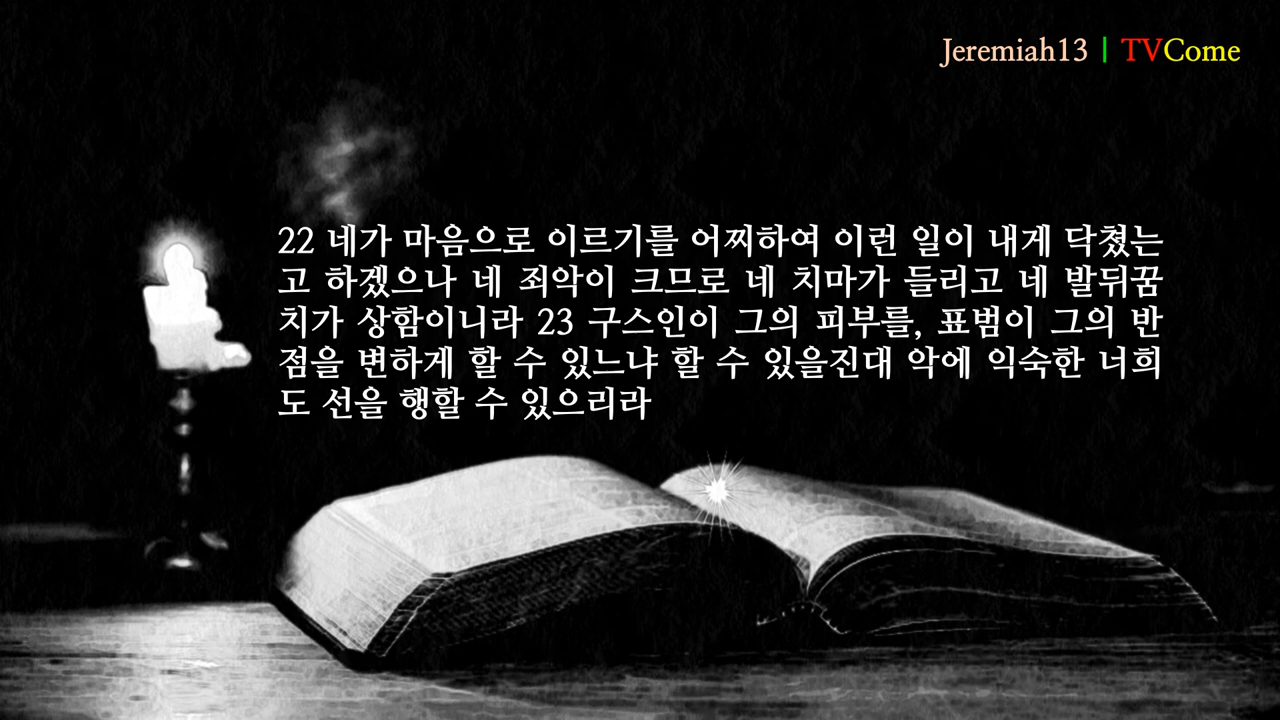 Jeremiah13 | TVCome
22 네가 마음으로 이르기를 어찌하여 이런 일이 내게 닥쳤는
고 하겠으나 네 죄악이 크므로 네 치마가 들리고 네 발뒤꿈
치가 상함이니라 23 구스인이 그의 피부를, 표범이 그의 반
점을 변하게 할 수 있느냐 할 수 있을진대 악에 익숙한 너희
도 선을 행할 수 있으리라